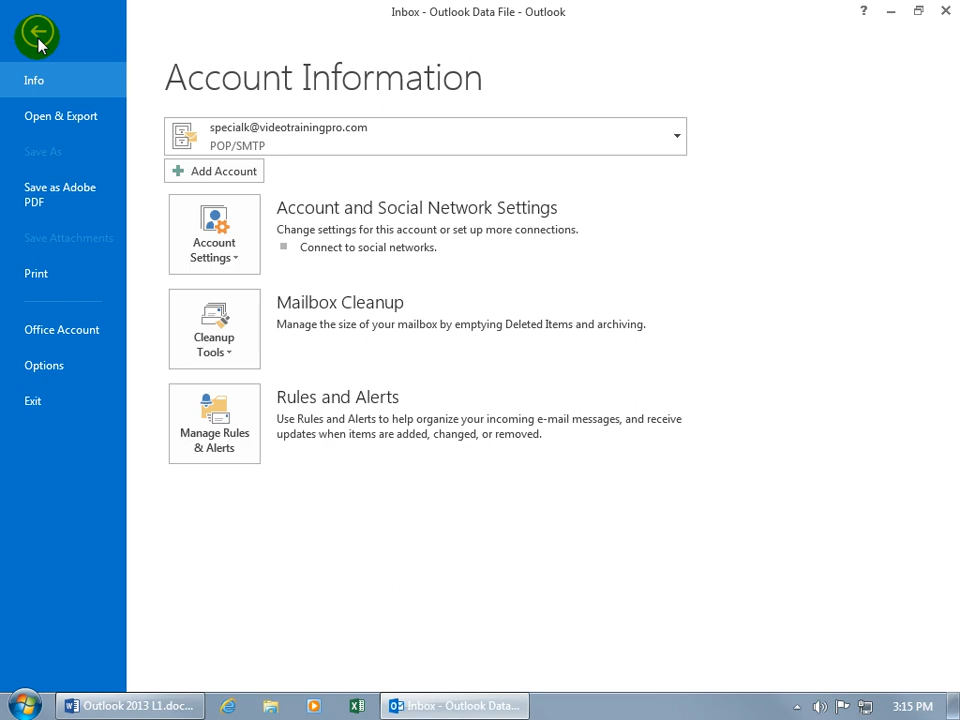 Inbox - Outlook Data File - Outlook
?
Info
Open & Export
Save As
Save as Adobe
PDF
Save Attachments
Print
Office Account
Options
Exit
Account Information
specialk@videotrainingpro.com
POP/SMTP
Add Account
Account
Settings
Account and Social Network Settings
Change settings for this account or set up more connections.
Connect to social networks.
Cleanup
Tools
Mailbox Cleanup
Manage the size of your mailbox by emptying Deleted Items and archiving.
Manage Rules
& Alerts
Rules and Alerts
Use Rules and Alerts to help organize your incoming e-mail messages, and receive
updates when items are added, changed, or removed.
Outlook 2013 L1.doc...
Inbox - Outlook Data...
3:15 PM